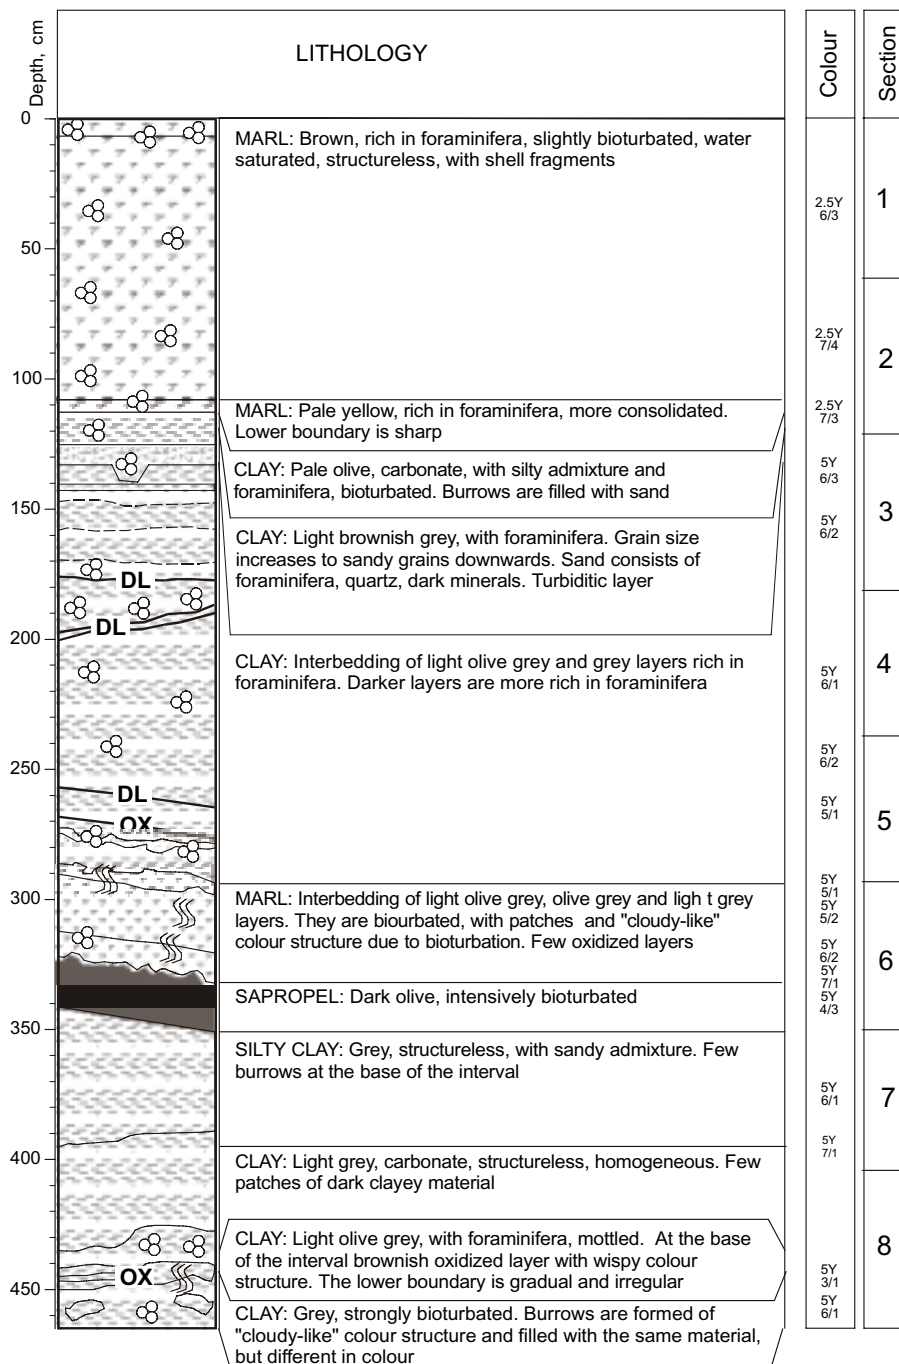 Depth, cm
LITHOLOGY
Colour
Section
0
50
100
150
200
250
300
350
400
450
DL
DL
DL
OX
OX
MARL: Brown, rich in foraminifera, slightly bioturbated, water
saturated, structureless, with shell fragments
MARL: Pale yellow, rich in foraminifera, more consolidated.
Lower boundary is sharp
CLAY: Pale olive, carbonate, with silty admixture and
foraminifera, bioturbated. Burrows are filled with sand
CLAY: Light brownish grey, with foraminifera. Grain size
increases to sandy grains downwards. Sand consists of
foraminifera, quartz, dark minerals. Turbiditic layer
CLAY: Interbedding of light olive grey and grey layers rich in
foraminifera. Darker layers are more rich in foraminifera
MARL: Interbedding of light olive grey, olive grey and ligh t grey
layers. They are biourbated, with patches and "cloudy-like"
colour structure due to bioturbation. Few oxidized layers
SAPROPEL: Dark olive, intensively bioturbated
SILTY CLAY: Grey, structureless, with sandy admixture. Few
burrows at the base of the interval
CLAY: Light grey, carbonate, structureless, homogeneous. Few
patches of dark clayey material
CLAY: Light olive grey, with foraminifera, mottled. At the base
of the interval brownish oxidized layer with wispy colour
structure. The lower boundary is gradual and irregular
CLAY: Grey, strongly bioturbated. Burrows are formed of
"cloudy-like" colour structure and filled with the same material,
but different in colour
2.5Y
6/3
2.5Y
7/4
2.5Y
7/3
5Y
6/3
5Y
6/2
5Y
6/1
5Y
6/2
5Y
5/1
5Y
5/1
5Y
5/2
5Y
6/2
5Y
7/1
5Y
4/3
5Y
6/1
5Y
7/1
5Y
3/1
5Y
6/1
1
2
3
4
5
6
7
8